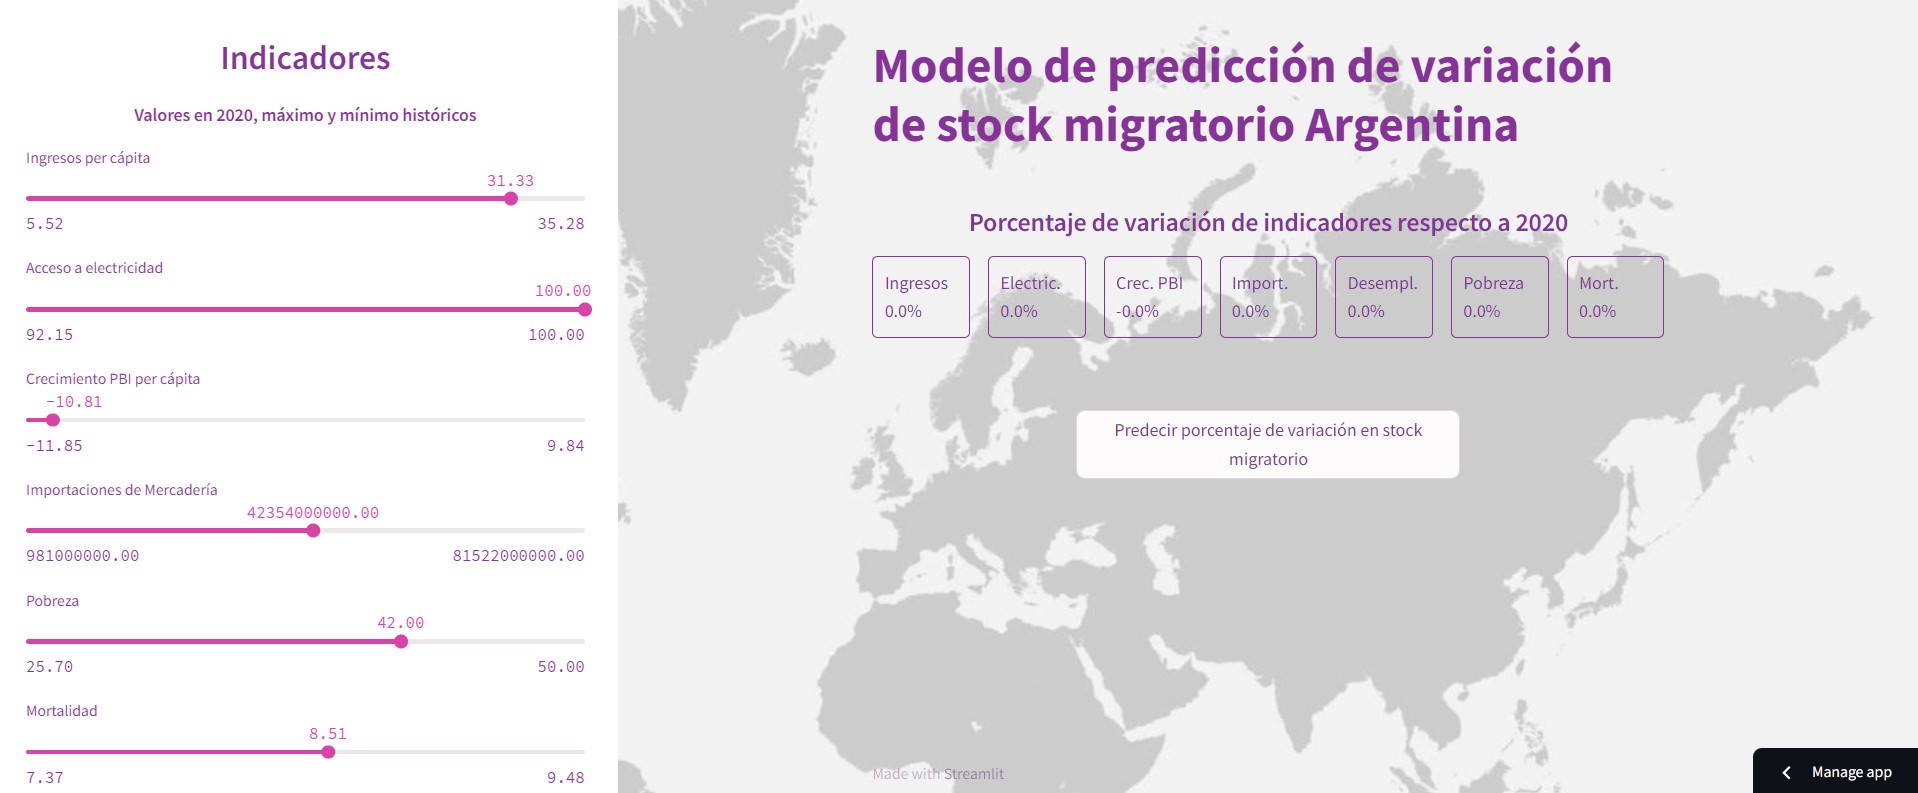 Indicadores
Valores en 2020, máximo y mínimo históricos
Ingresos per cápita
31.33
5.52 35.28
Acceso a electricidad
100.00
92.15 100.00
Crecimiento PBI per cápita
-10.81
-11.85 9.84
Importaciones de Mercadería
42354000000.00
981000000.00 81522000000.00
Pobreza
42.00
25.70 50.00
Mortalidad
8.51
7.37 9.48
Modelo de predicción de variación
de stock migratorio Argentina
Porcentaje de variación de indicadores respecto a 2020
Ingresos Electric. Crec. PBI Import. Desempl. Pobreza Mort.
0.0% 0.0% -0.0% 0.0% 0.0% 0.0% 0.0%
Predecir porcentaje de variación en stock
migratorio
Made with Streamlit
Manage app